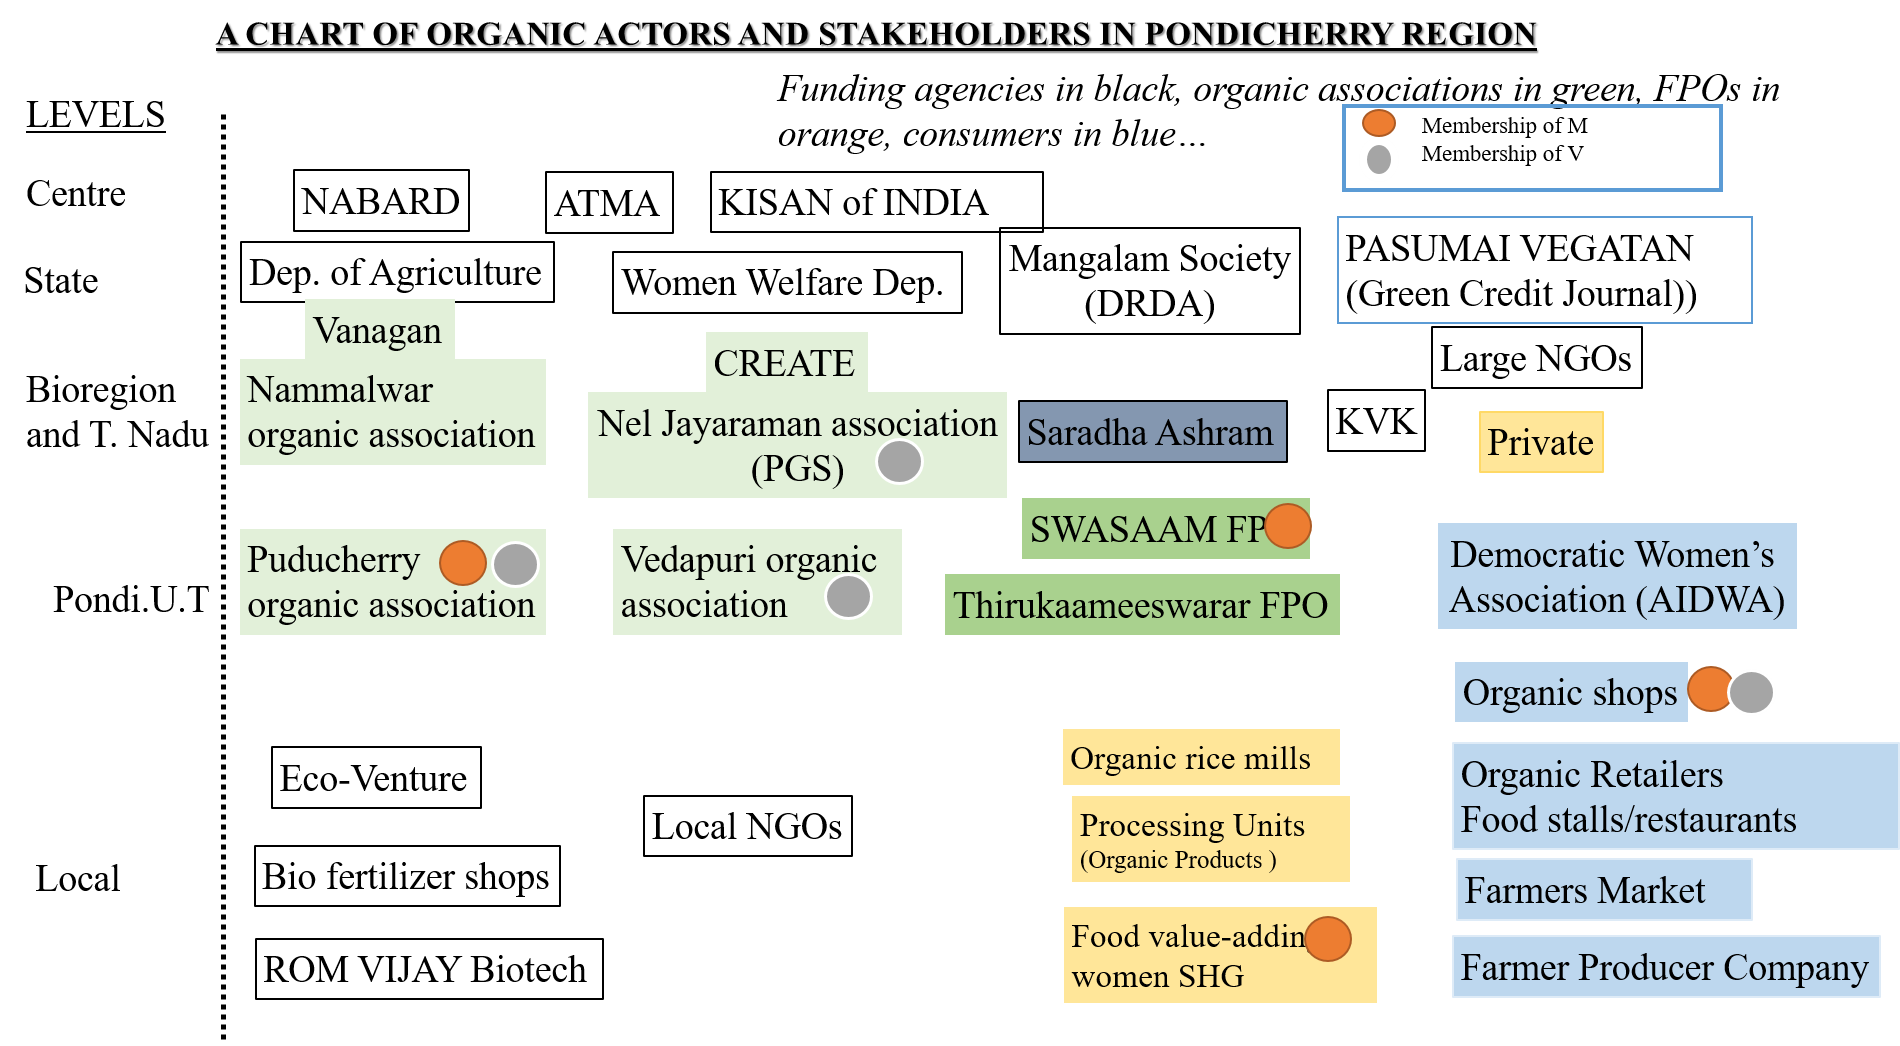 A CHART OF ORGANIC ACTORS AND STAKEHOLDERS IN PONDICHERRY REGION
Funding agencies in black, organic associations in green, FPOs in
orange, consumers in blue…
LEVELS
Membership of M
Membership of V
Centre
NABARD
ATMA
KISAN of INDIA
State
Dep. of Agriculture
Women Welfare Dep.
Mangalam Society
(DRDA)
PASUMAI VEGATAN
(Green Credit Journal))
Vanagan
CREATE
Large NGOs
Bioregion
and T. Nadu
Nammalwar
organic association
Nel Jayaraman association
(PGS)
Saradha Ashram
KVK
Private
Pondi.U.T
Puducherry
organic association
Vedapuri organic
association
SWASAAM FP
Thirukaameeswarar FPO
Democratic Women’s
Association (AIDWA)
Organic shops
Local
Eco-Venture
Local NGOs
Bio fertilizer shops
ROM VIJAY Biotech
Organic rice mills
Processing Units
(Organic Products )
Food value-addin
women SHG
Organic Retailers
Food stalls/restaurants
Farmers Market
Farmer Producer Company